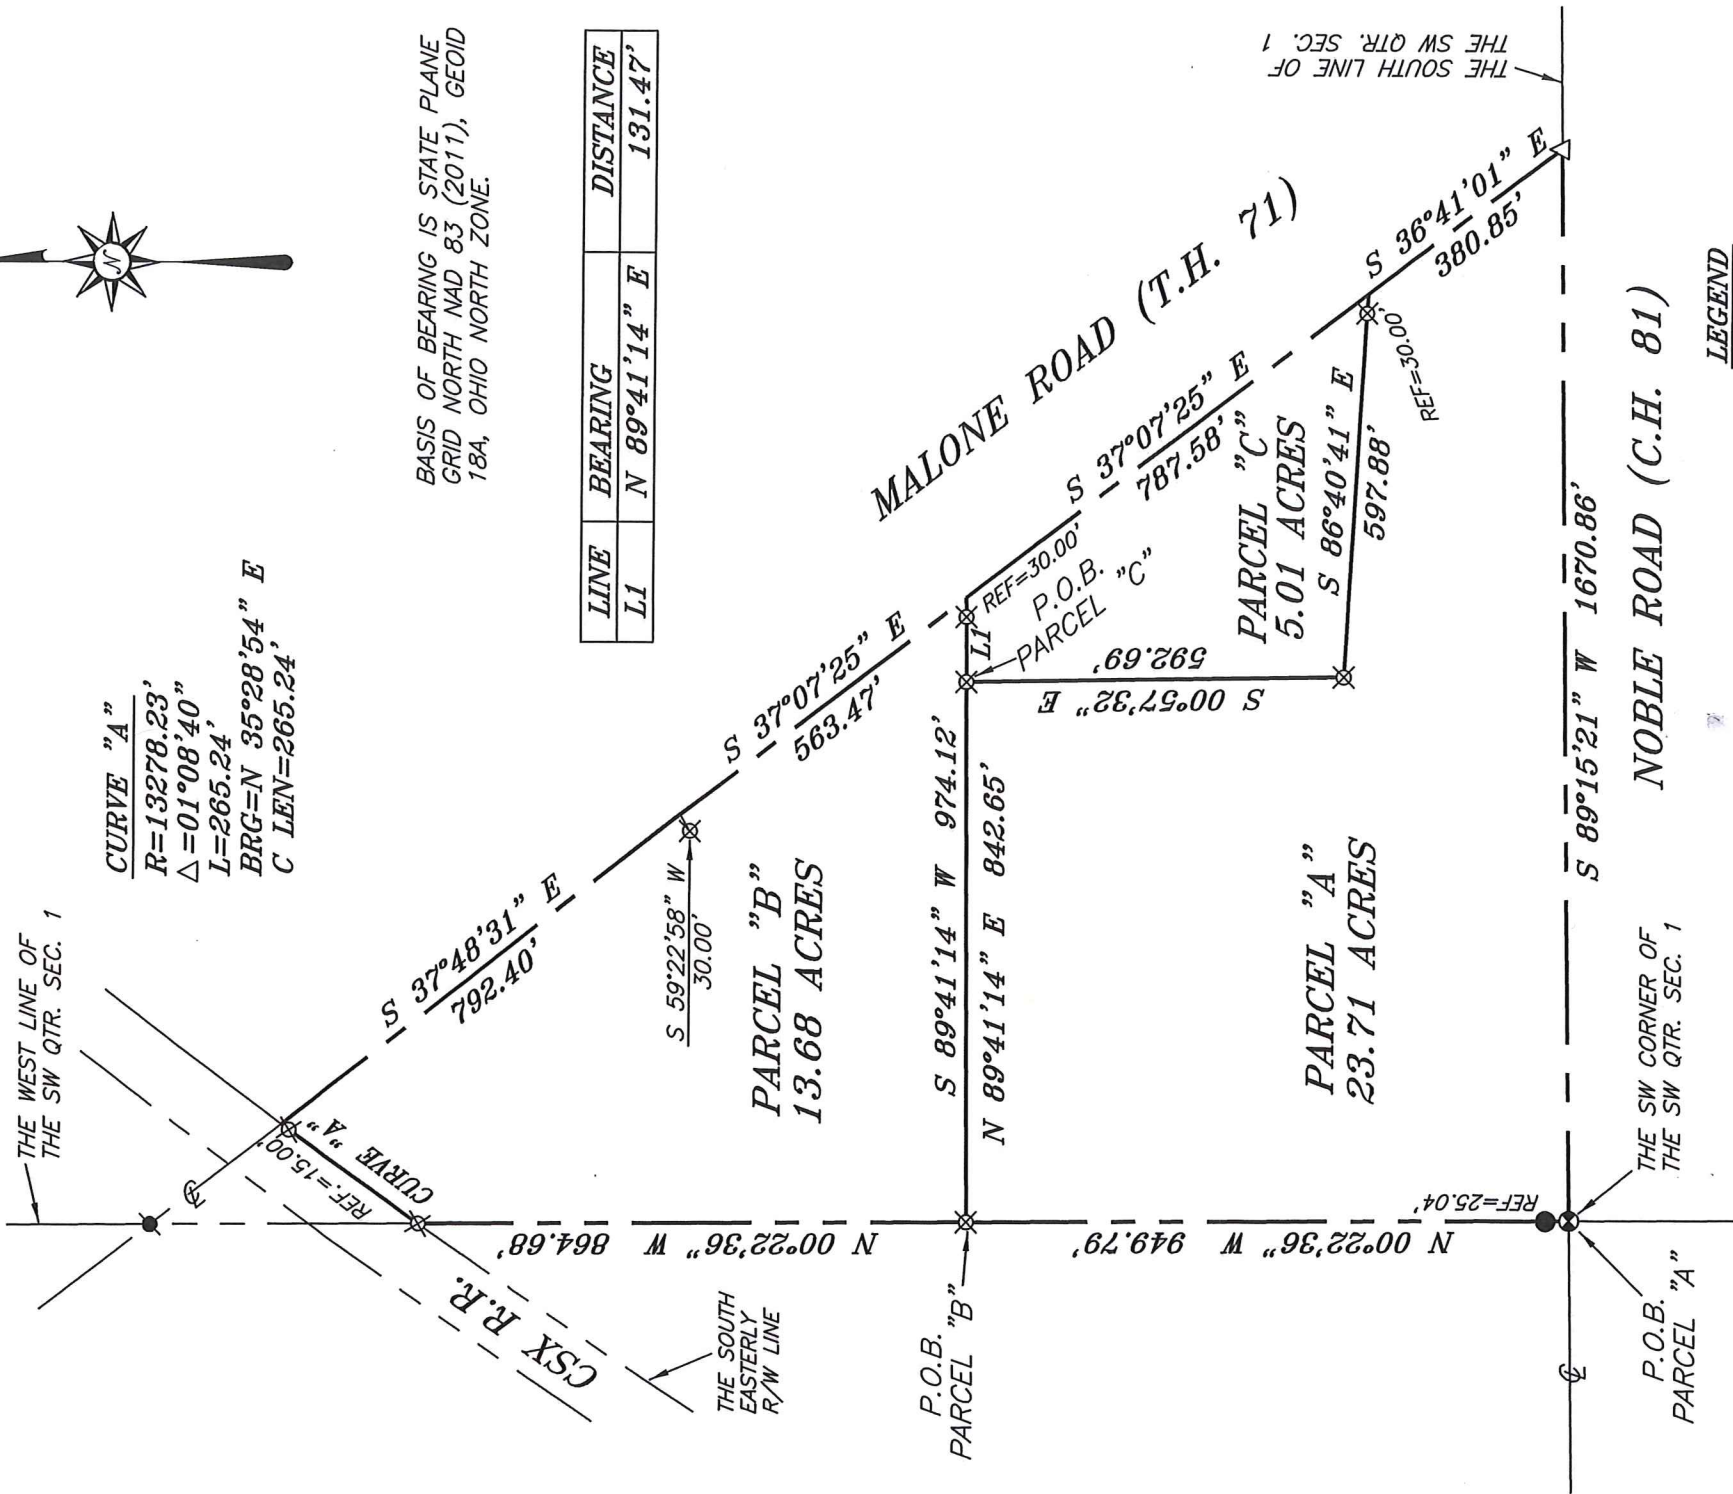 THE WEST LINE OF
THE SW QTR. SEC. 1
CURVE "A"
R=13278.23'
△=01°08'40"
L=265.24'
BRG=N 35°28'54" E
C LEN=265.24'
N
BASIS OF BEARING IS STATE PLANE
GRID NORTH NAD 83 (2011), GEOID
18A, OHIO NORTH ZONE.
LINE BEARING DISTANCE
L1 N 89°41'14" E 131.47'
CSX R.R.
REF.=15.00'
CURVE "A"
THE SOUTH
EASTERLY
R/W LINE
N 00°22'36" W 864.68'
S 37°48'31" E
792.40'
S 59°22'58" W
30.00'
PARCEL "B"
13.68 ACRES
S 37°07'25" E
563.47'
MALONE ROAD (T.H. 71)
P.O.B.
PARCEL "B"
S 89°41'14" W 974.12'
N 89°41'14" E 842.65'
L1
REF=30.00'
P.O.B.
PARCEL "C"
S 00°57'32" E
592.69'
S 37°07'25" E
787.58'
PARCEL "C"
5.01 ACRES
S 86°40'41" E
597.88'
REF=30.00'
S 36°41'01" E
380.85'
THE SOUTH LINE OF
THE SW QTR. SEC. 1
PARCEL "A"
23.71 ACRES
N 00°22'36" W 949.79'
REF=25.04'
P.O.B.
PARCEL "A"
THE SW CORNER OF
THE SW QTR. SEC. 1
S 89°15'21" W 1670.86'
NOBLE ROAD (C.H. 81)
LEGEND